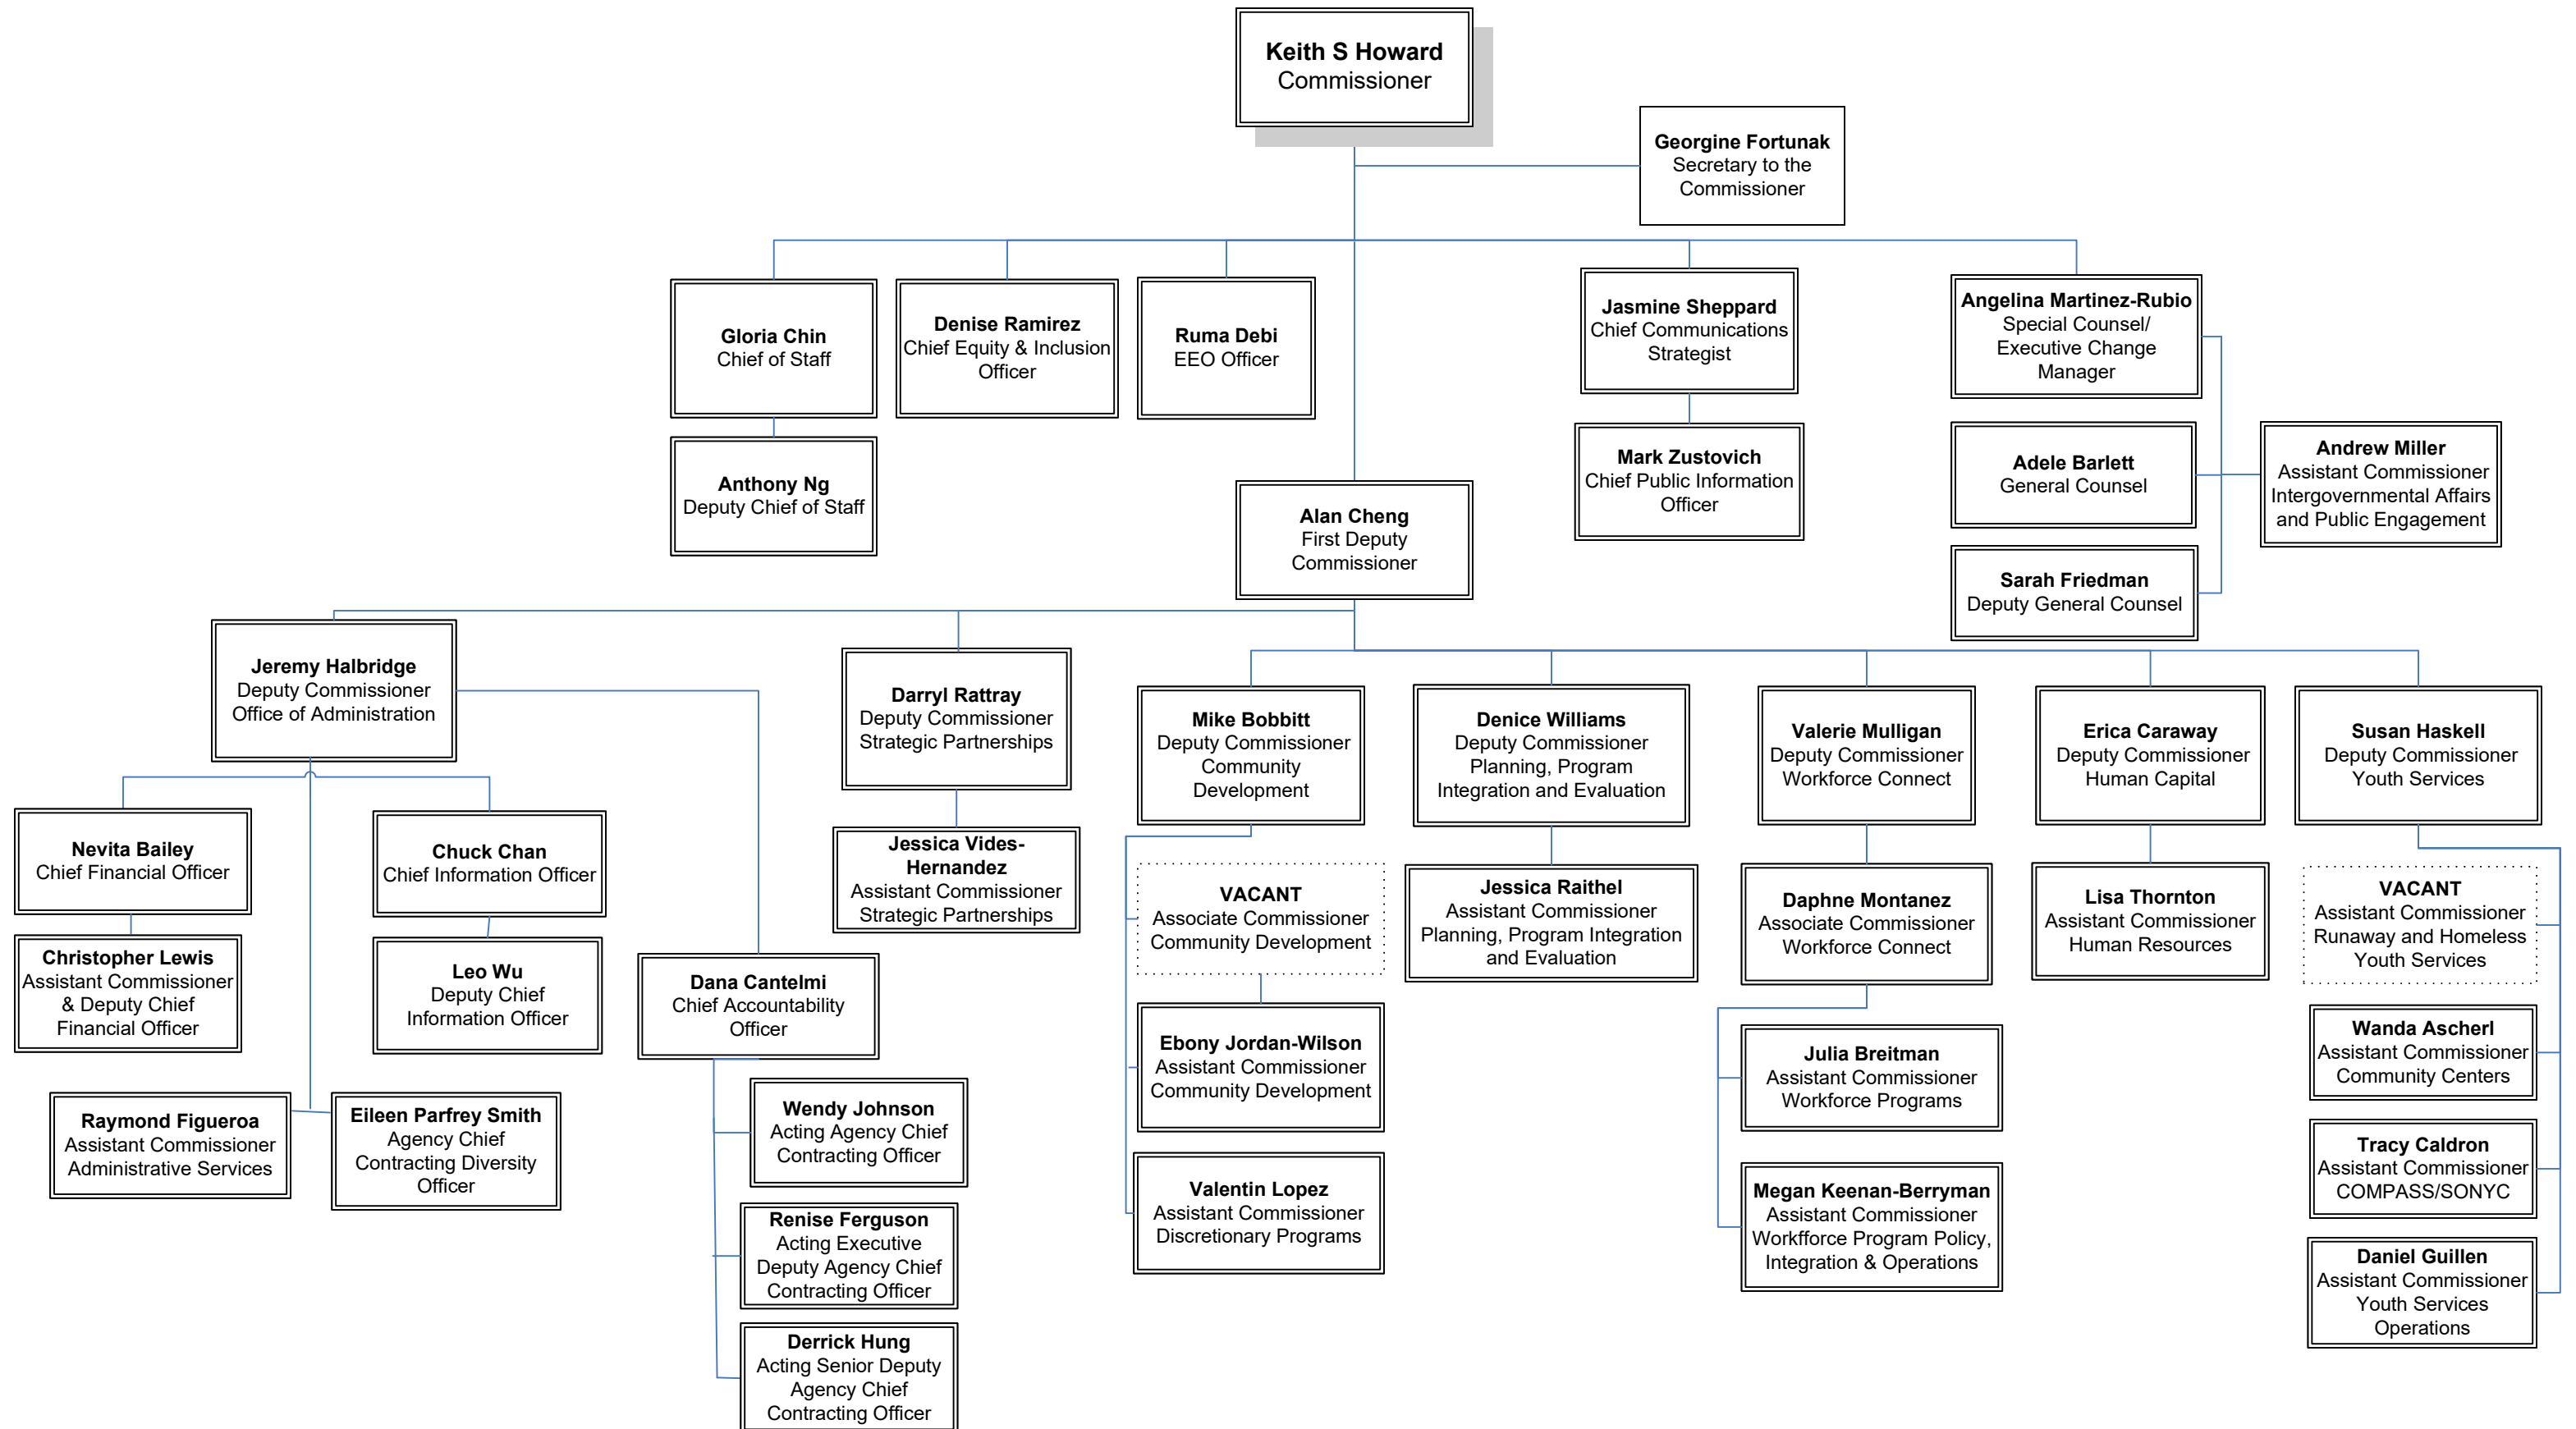 Keith S Howard
Commissioner
Georgine Fortunak
Secretary to the
Commissioner
Gloria Chin
Chief of Staff
Denise Ramirez
Chief Equity & Inclusion
Officer
Ruma Debi
EEO Officer
Jasmine Sheppard
Chief Communications
Strategist
Angelina Martinez-Rubio
Special Counsel/
Executive Change
Manager
Anthony Ng
Deputy Chief of Staff
Mark Zustovich
Chief Public Information
Officer
Adele Barlett
General Counsel
Andrew Miller
Assistant Commissioner
Intergovernmental Affairs
and Public Engagement
Sarah Friedman
Deputy General Counsel
Alan Cheng
First Deputy
Commissioner
Jeremy Halbridge
Deputy Commissioner
Office of Administration
Darryl Rattray
Deputy Commissioner
Strategic Partnerships
Mike Bobbitt
Deputy Commissioner
Community
Development
Denice Williams
Deputy Commissioner
Planning, Program
Integration and Evaluation
Valerie Mulligan
Deputy Commissioner
Workforce Connect
Erica Caraway
Deputy Commissioner
Human Capital
Susan Haskell
Deputy Commissioner
Youth Services
Nevita Bailey
Chief Financial Officer
Chuck Chan
Chief Information Officer
Jessica Vides-
Hernandez
Assistant Commissioner
Strategic Partnerships
VACANT
Associate Commissioner
Community Development
Jessica Raithel
Assistant Commissioner
Planning, Program Integration
and Evaluation
Daphne Montanez
Associate Commissioner
Workforce Connect
Lisa Thornton
Assistant Commissioner
Human Resources
VACANT
Assistant Commissioner
Runaway and Homeless
Youth Services
Christopher Lewis
Assistant Commissioner
& Deputy Chief
Financial Officer
Leo Wu
Deputy Chief
Information Officer
Dana Cantelmi
Chief Accountability
Officer
Ebony Jordan-Wilson
Assistant Commissioner
Community Development
Julia Breitman
Assistant Commissioner
Workforce Programs
Wanda Ascherl
Assistant Commissioner
Community Centers
Raymond Figueroa
Assistant Commissioner
Administrative Services
Eileen Parfrey Smith
Agency Chief
Contracting Diversity
Officer
Wendy Johnson
Acting Agency Chief
Contracting Officer
Valentin Lopez
Assistant Commissioner
Discretionary Programs
Megan Keenan-Berryman
Assistant Commissioner
Workfforce Program Policy,
Integration & Operations
Tracy Caldron
Assistant Commissioner
COMPASS/SONYC
Renise Ferguson
Acting Executive
Deputy Agency Chief
Contracting Officer
Daniel Guillen
Assistant Commissioner
Youth Services
Operations
Derrick Hung
Acting Senior Deputy
Agency Chief
Contracting Officer